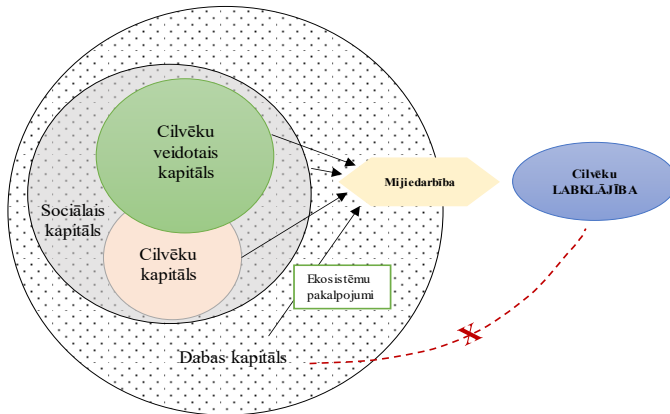 Cilvēku
veidotais
kapitāls
Sociālais
kapitāls
Cilvēku
kapitāls
Mijiedarbība
Cilvēku
LABKLĀJĪBA
Ekosistēmu
pakalpojumi
Dabas kapitāls